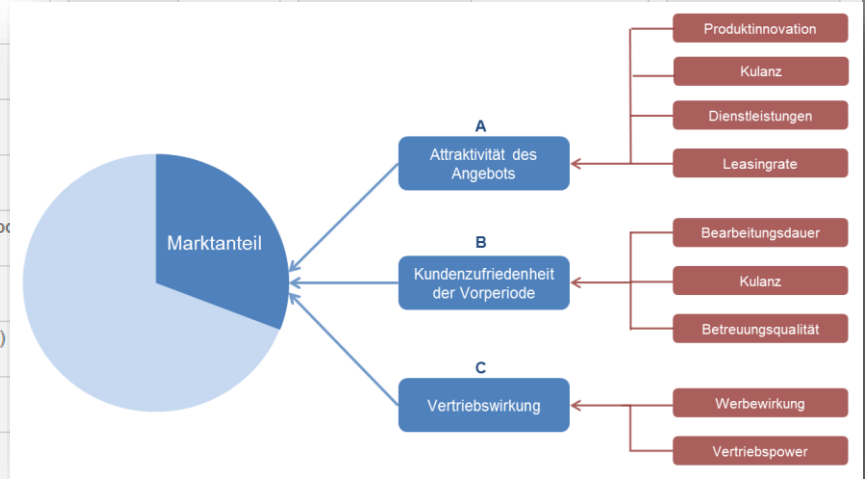 Produktinnovation
Kulanz
A
Dienstleistungen
Attraktivität des
Angebots
Leasingrate
Marktanteil
B
Bearbeitungsdauer
Kundenzufriedenheit
der Vorperiode
Kulanz
Betreuungsqualität
)
C
Vertriebswirkung
Werbewirkung
Vertriebspower